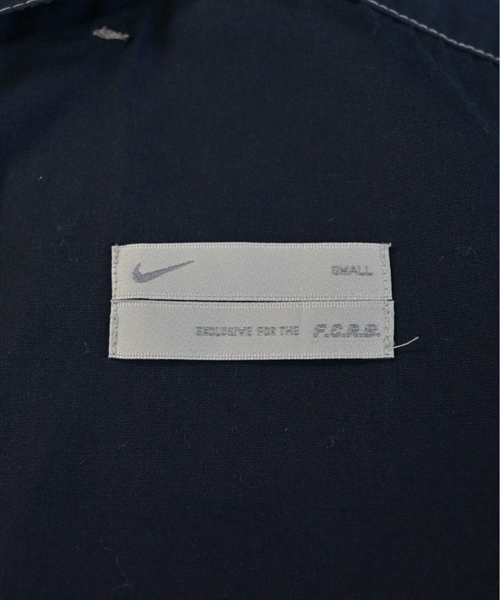 SMALL
EXCLUSIVE FOR THE F.C.R.B.